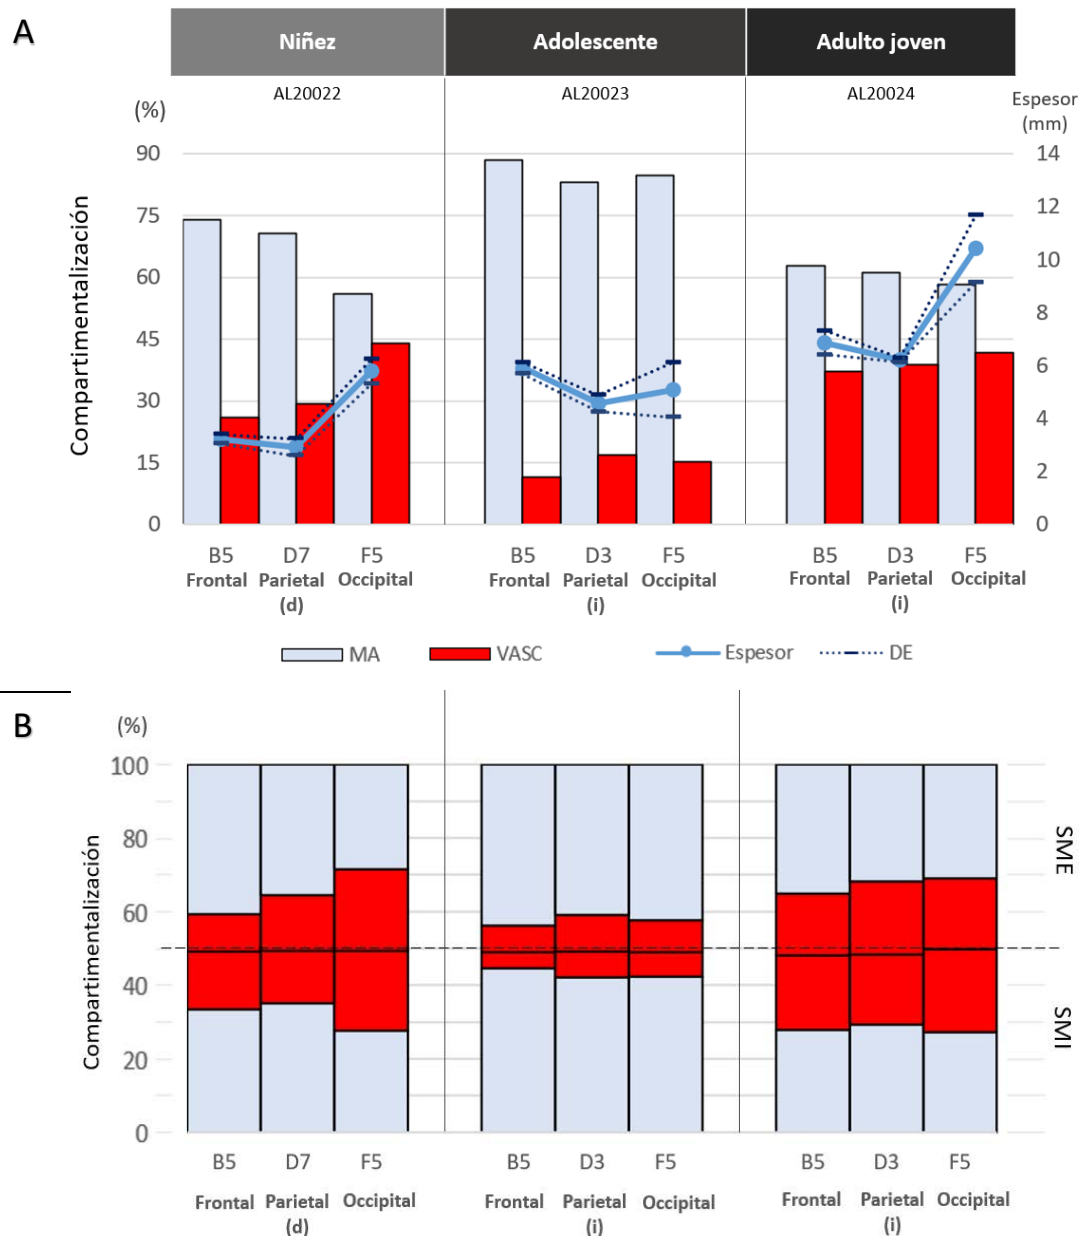 A
Niñez Adolescente Adulto joven
AL20022 AL20023 AL20024
(%)
Espesor
(mm)
Compartimentalización
90 14
75 12
60 10
45 8
30 6
15 4
0 2
0
B5 D7 F5 B5 D3 F5 B5 D3 F5
Frontal Parietal Occipital Frontal Parietal Occipital Frontal Parietal Occipital
(d) (i) (i)
MA VASC Espesor DE
B
(%)
Compartimentalización
100
80
60
40
20
0
SME
SMI
B5 D7 F5 B5 D3 F5 B5 D3 F5
Frontal Parietal Occipital Frontal Parietal Occipital Frontal Parietal Occipital
(d) (i) (i)